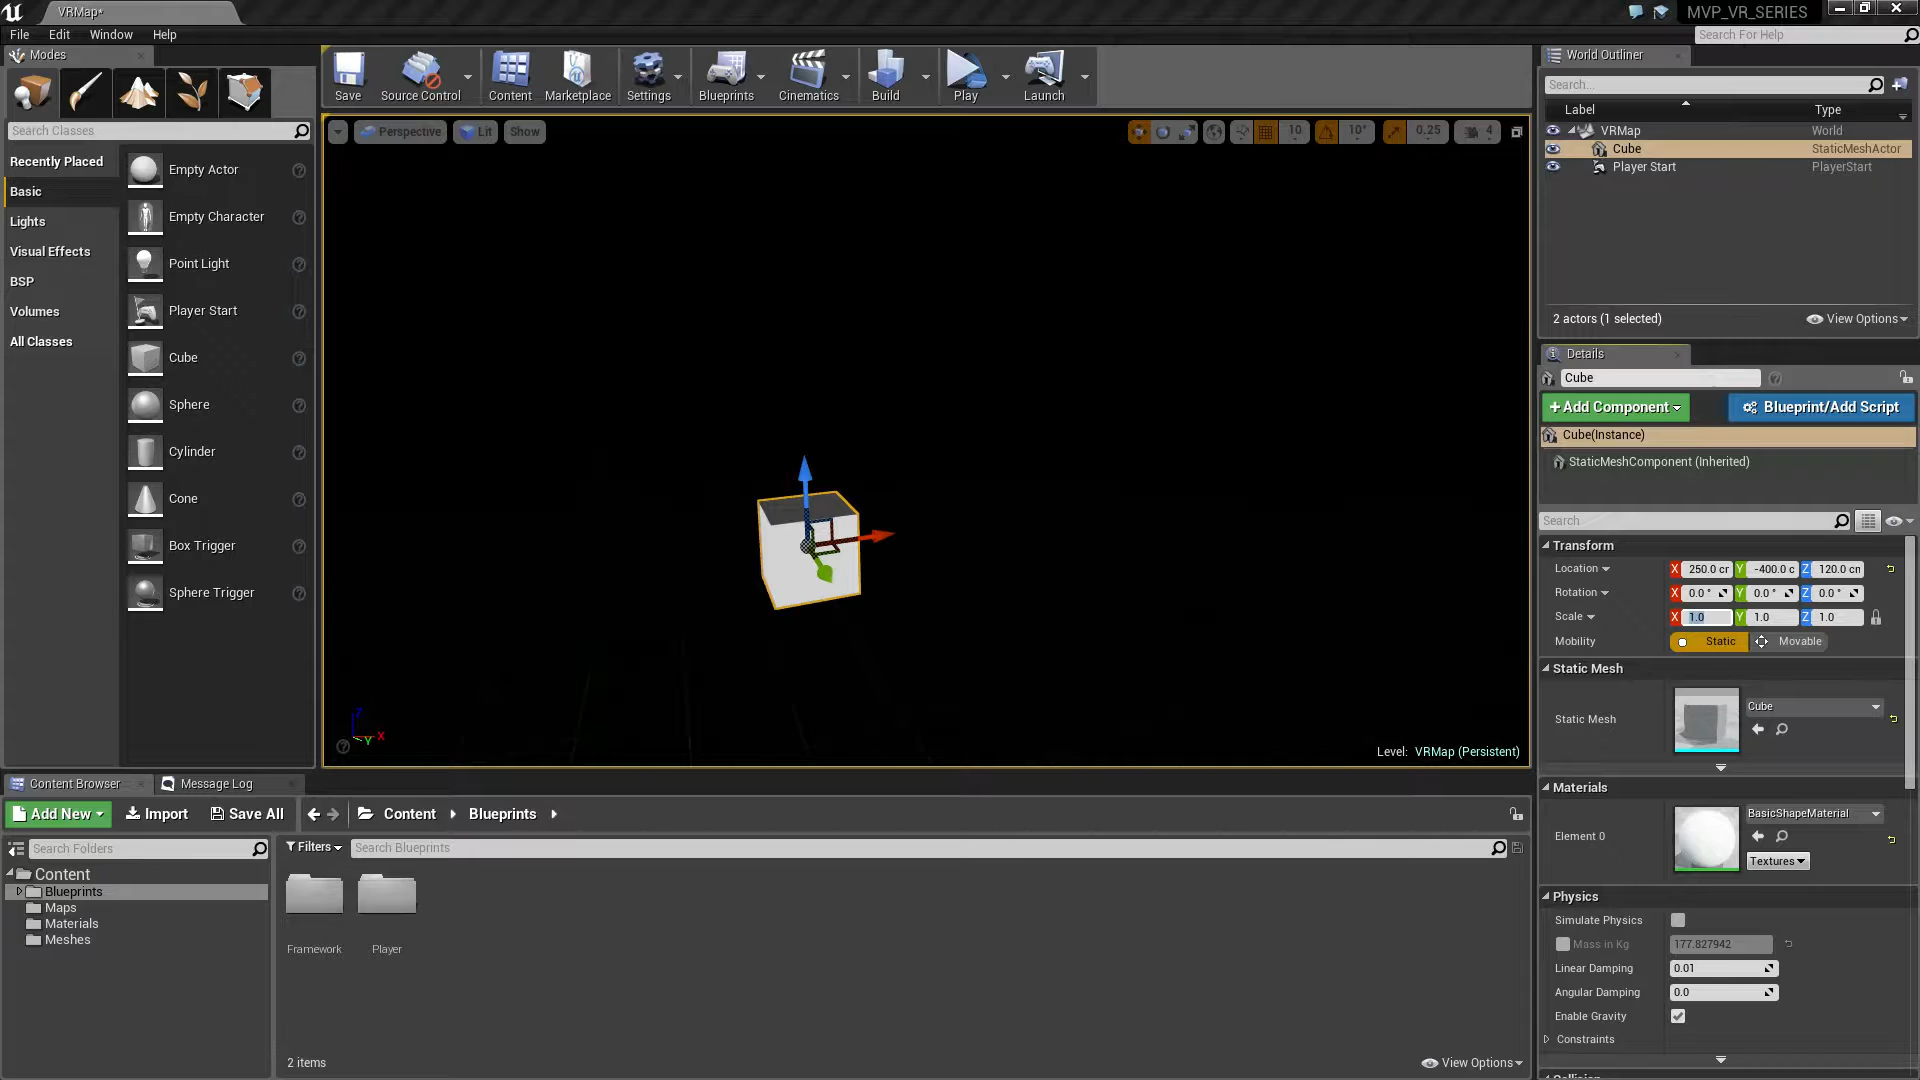 VRMap*
MVP_VR_SERIES
File Edit Window Help
Search For Help
Modes
Search Classes
Recently Placed
Basic
Lights
Visual Effects
BSP
Volumes
All Classes
Empty Actor
Empty Character
Point Light
Player Start
Cube
Sphere
Cylinder
Cone
Box Trigger
Sphere Trigger
Save Source Control Content Marketplace Settings Blueprints Cinematics Build Play Launch
Perspective Lit Show
10 10° 0.25 4
Z
X
Y
Level: VRMap (Persistent)
World Outliner
Search...
Label Type
VRMap World
Cube StaticMeshActor
Player Start PlayerStart
2 actors (1 selected) View Options
Details
Cube
+Add Component Blueprint/Add Script
Cube(Instance)
StaticMeshComponent (Inherited)
Search
Transform
Location X 250.0 cm Y -400.0 c Z 120.0 cm
Rotation X 0.0 ° Y 0.0 ° Z 0.0 °
Scale X 1.0 Y 1.0 Z 1.0
Mobility Static Movable
Static Mesh
Static Mesh Cube
Materials
Element 0 BasicShapeMaterial
Textures
Physics
Simulate Physics
Mass in Kg 177.827942
Linear Damping 0.01
Angular Damping 0.0
Enable Gravity
Constraints
Content Browser Message Log
Add New Import Save All Content Blueprints
Search Folders
Content
Blueprints
Maps
Materials
Meshes
Filters Search Blueprints
Framework Player
2 items View Options